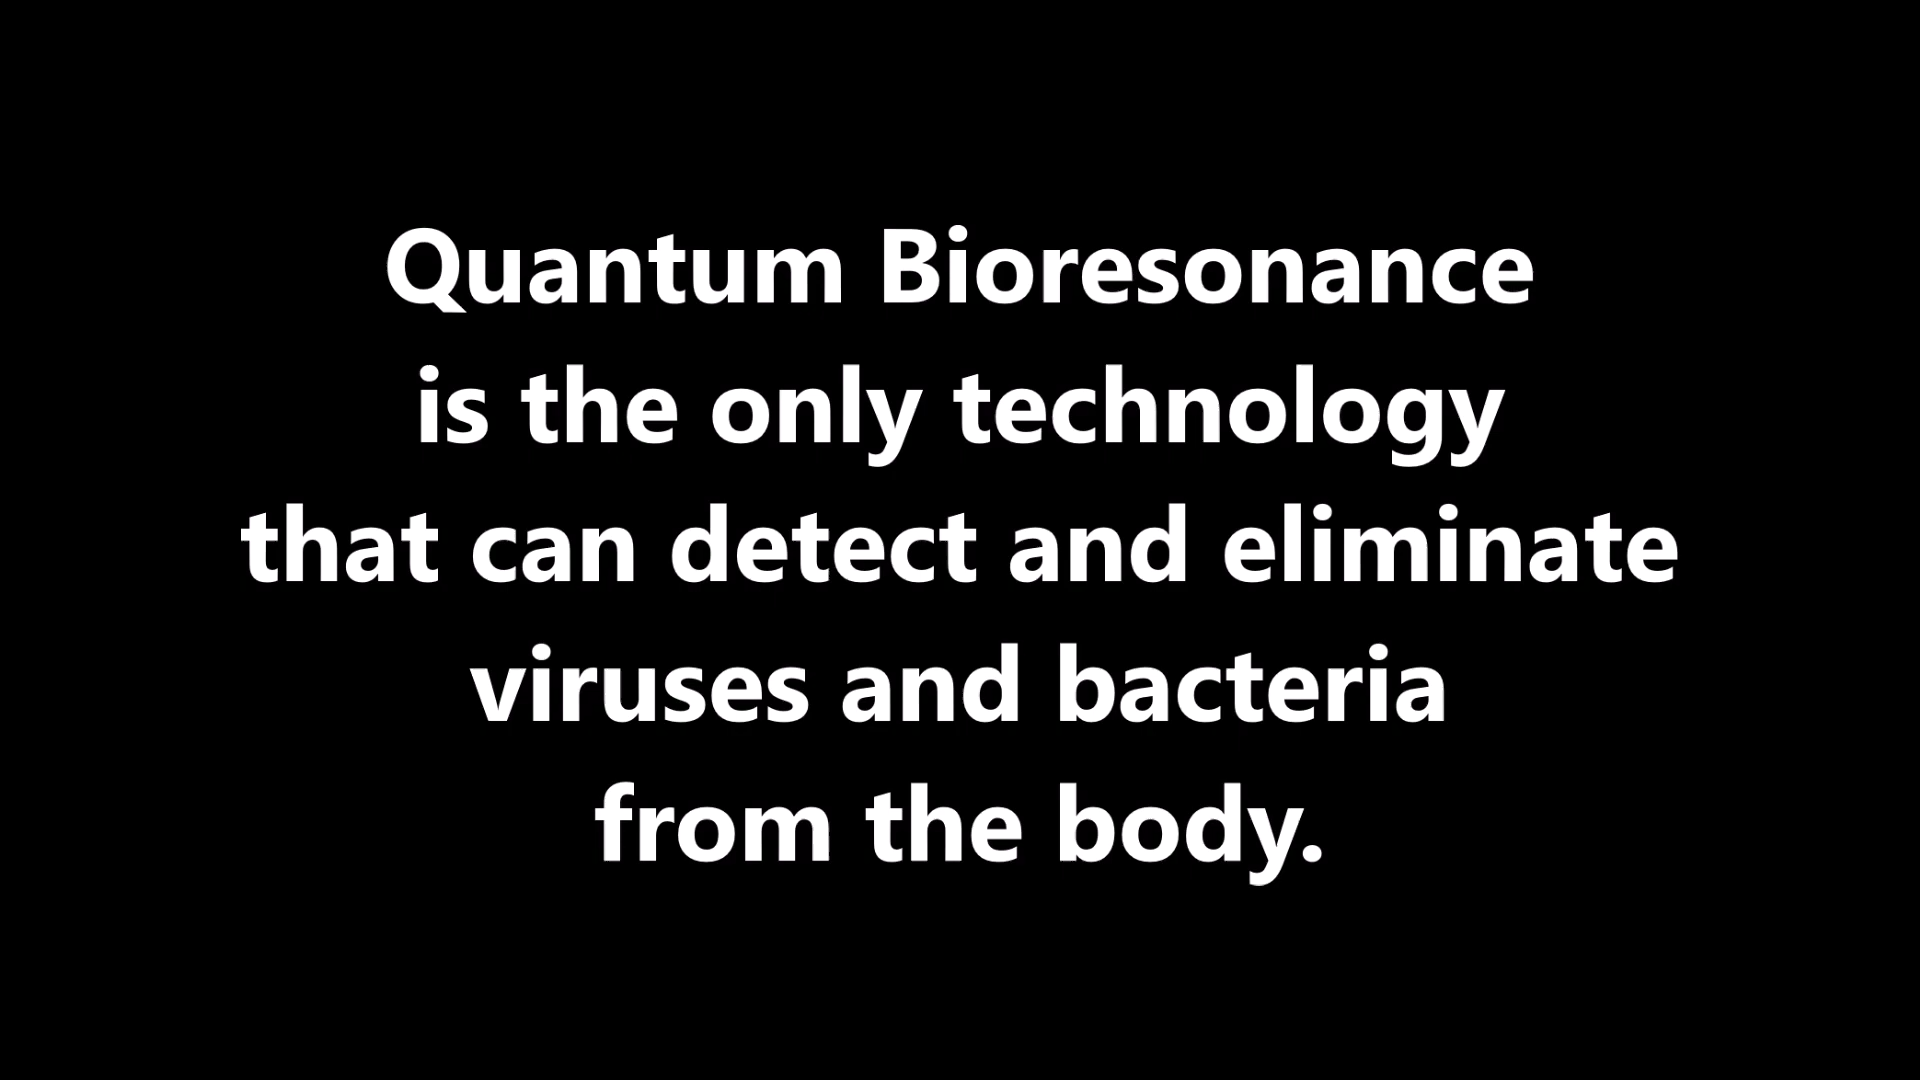 Quantum Bioresonance
is the only technology
that can detect and eliminate
viruses and bacteria
from the body.